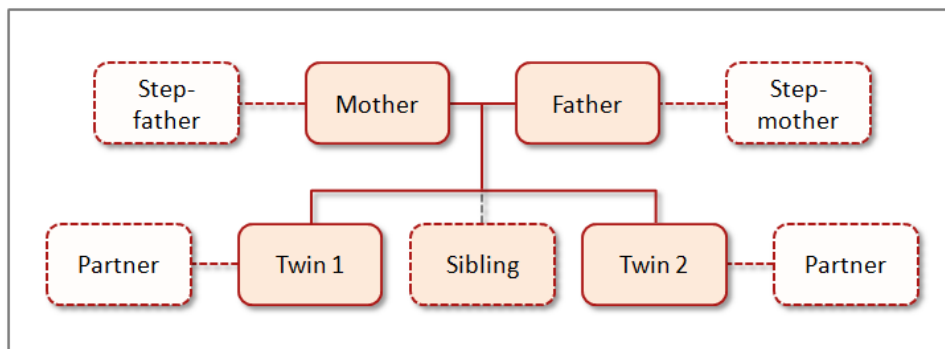 Step-
father
Mother
Father
Step-
mother
Partner
Twin 1
Sibling
Twin 2
Partner